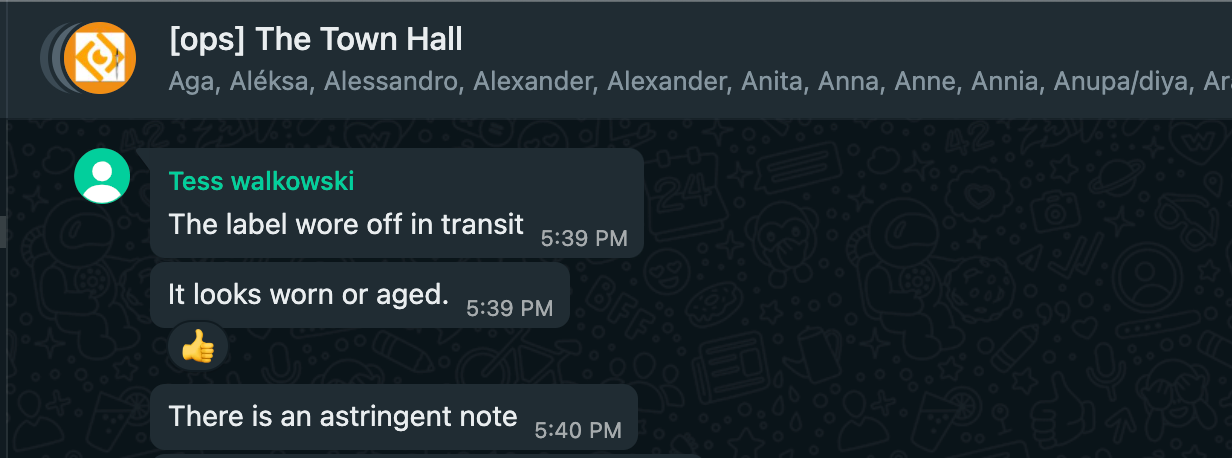 [ops] The Town Hall
Aga, Aléksa, Alessandro, Alexander, Alexander, Anita, Anna, Anne, Annia, Anupa/diya,
Tess walkowski
The label wore off in transit
5:39 PM
It looks worn or aged.
5:39 PM
👍
There is an astringent note
5:40 PM